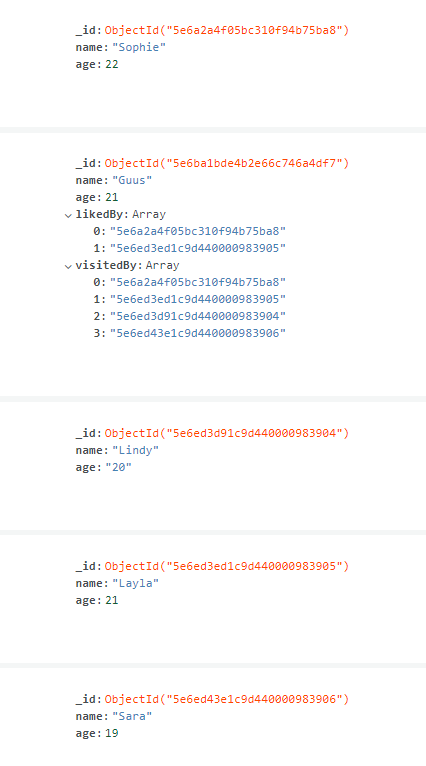 _id: ObjectId("5e6a2a4f05bc310f94b75ba8")
name: "Sophie"
age: 22
_id: ObjectId("5e6ba1bde4b2e66c746a4df7")
name: "Guus"
age: 21
likedBy: Array
0: "5e6a2a4f05bc310f94b75ba8"
1: "5e6ed3ed1c9d440000983905"
visitedBy: Array
0: "5e6a2a4f05bc310f94b75ba8"
1: "5e6ed3ed1c9d440000983905"
2: "5e6ed3d91c9d440000983904"
3: "5e6ed43e1c9d440000983906"
_id: ObjectId("5e6ed3d91c9d440000983904")
name: "Lindy"
age: "20"
_id: ObjectId("5e6ed3ed1c9d440000983905")
name: "Layla"
age: 21
_id: ObjectId("5e6ed43e1c9d440000983906")
name: "Sara"
age: 19